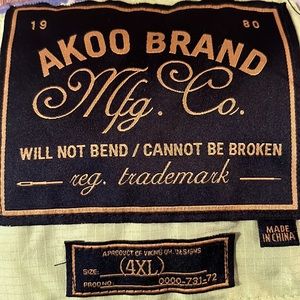 19 80
AKOO BRAND
Mfg. Co.
WILL NOT BEND / CANNOT BE BROKEN
reg. trademark
MADE
IN CHINA
A PRODUCT OF VIKING DESIGNS
SIZE: (4XL)
PROD NO. 0000-731-72